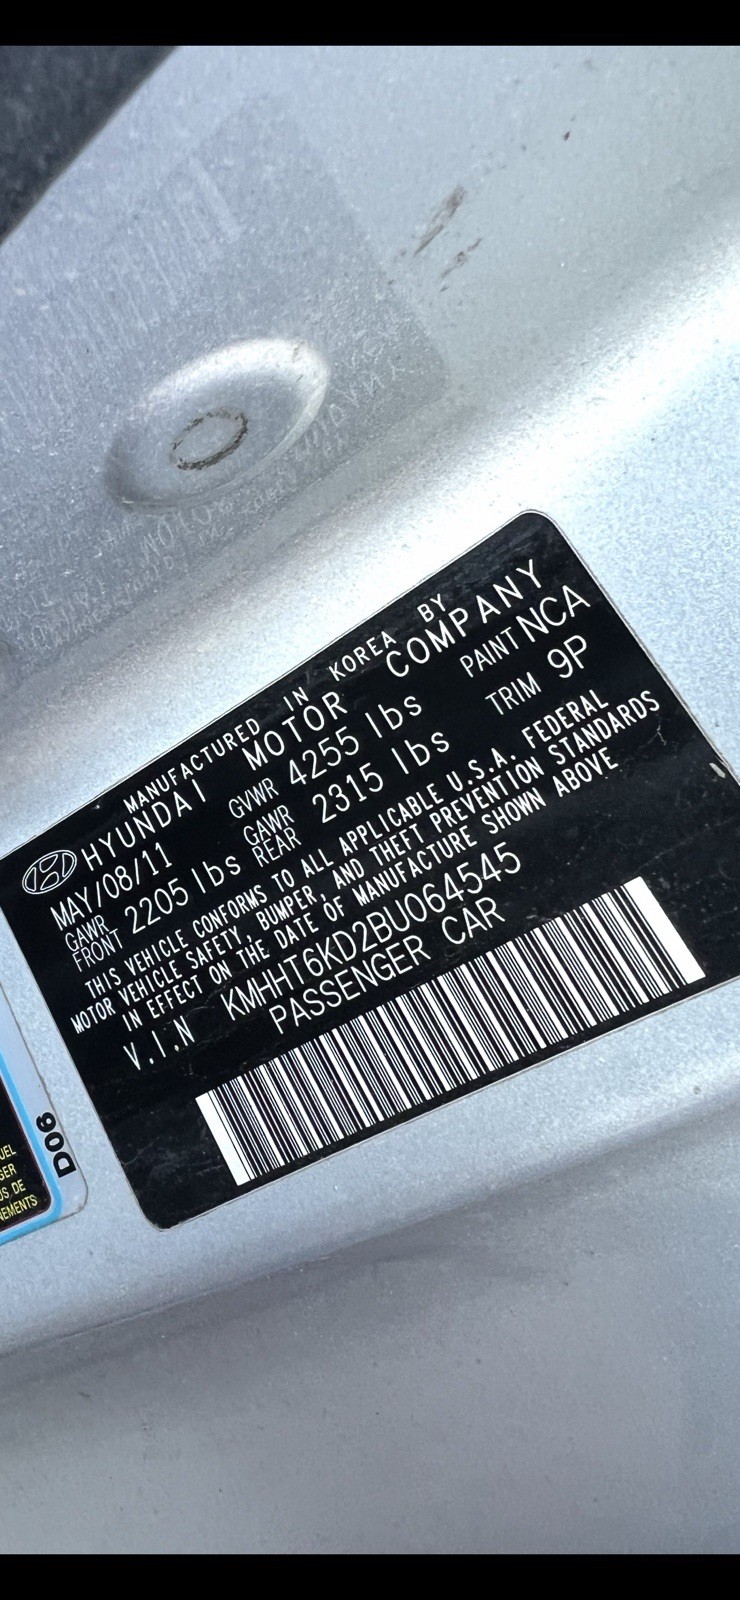 MANUFACTURED IN KOREA BY
HYUNDAI MOTOR COMPANY
MAY/08/11 GVWR 4255 lbs PAINT NCA
GAWR FRONT 2205 lbs GAWR REAR 2315 lbs TRIM 9P
THIS VEHICLE CONFORMS TO ALL APPLICABLE U.S.A. FEDERAL
MOTOR VEHICLE SAFETY, BUMPER, AND THEFT PREVENTION STANDARDS
IN EFFECT ON THE DATE OF MANUFACTURE SHOWN ABOVE
V.I.N KMHHT6KD2BU064545
PASSENGER CAR
D06